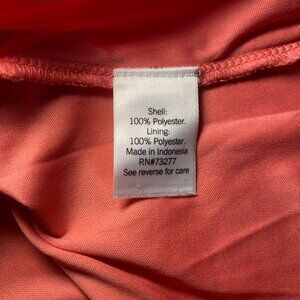 Shell:
100% Polyester.
Lining:
100% Polyester.
Made in Indonesia
RN#73277
See reverse for care